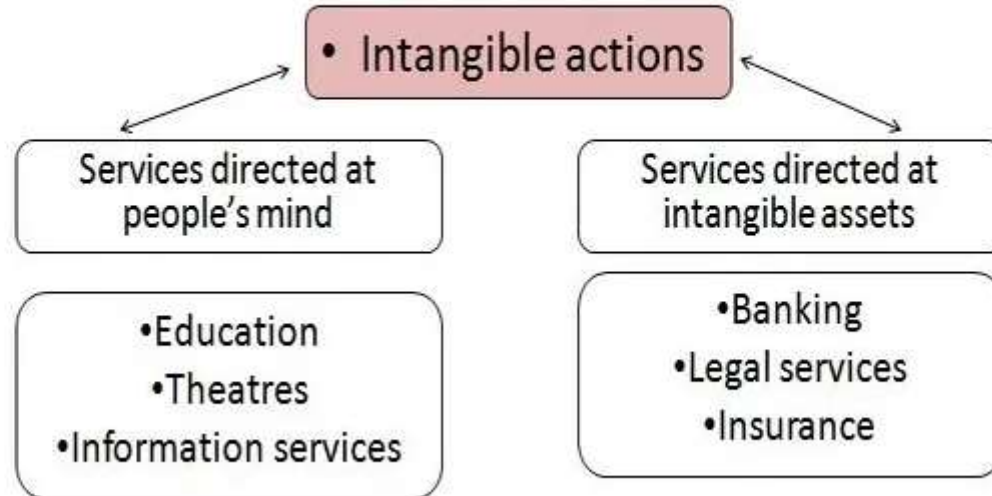 • Intangible actions
Services directed at
people's mind
Services directed at
intangible assets
•Education
•Theatres
•Information services
•Banking
•Legal services
•Insurance